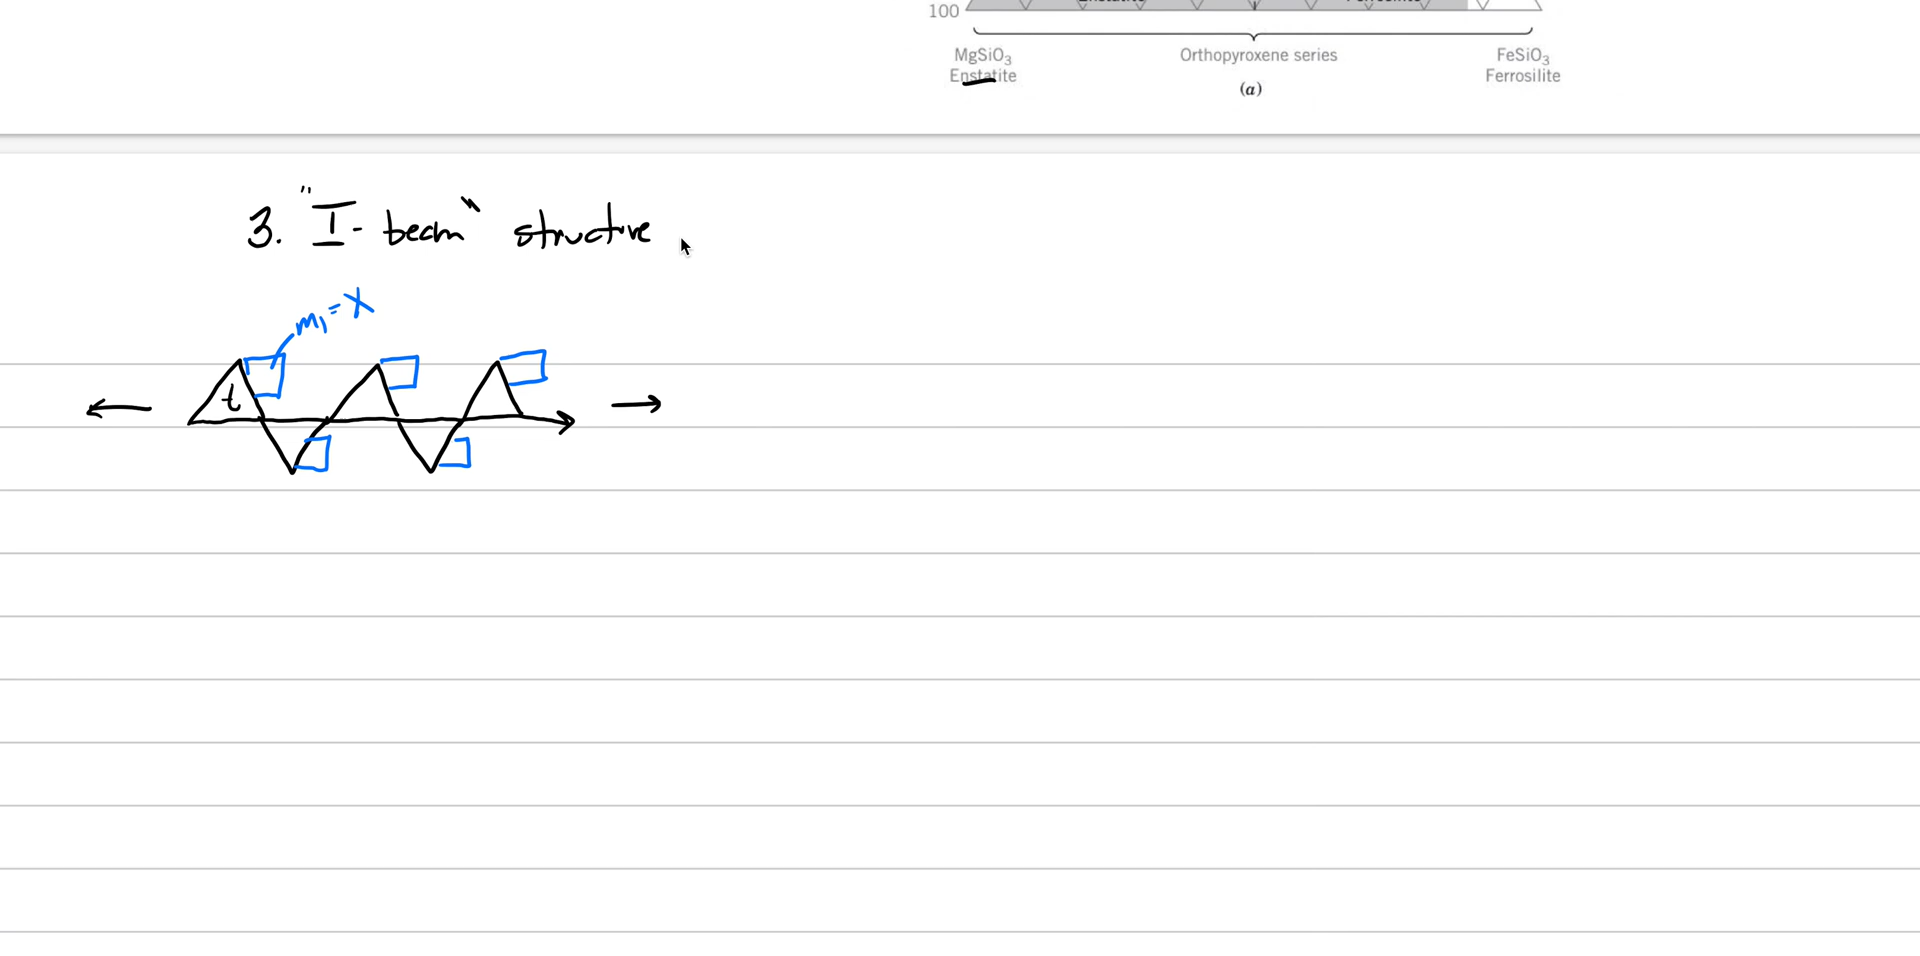 100
MgSiO₃ Orthopyroxene series FeSiO₃
Enstatite Ferrosilite
(a)
3. "I-beam" structure
m₁ = X
t